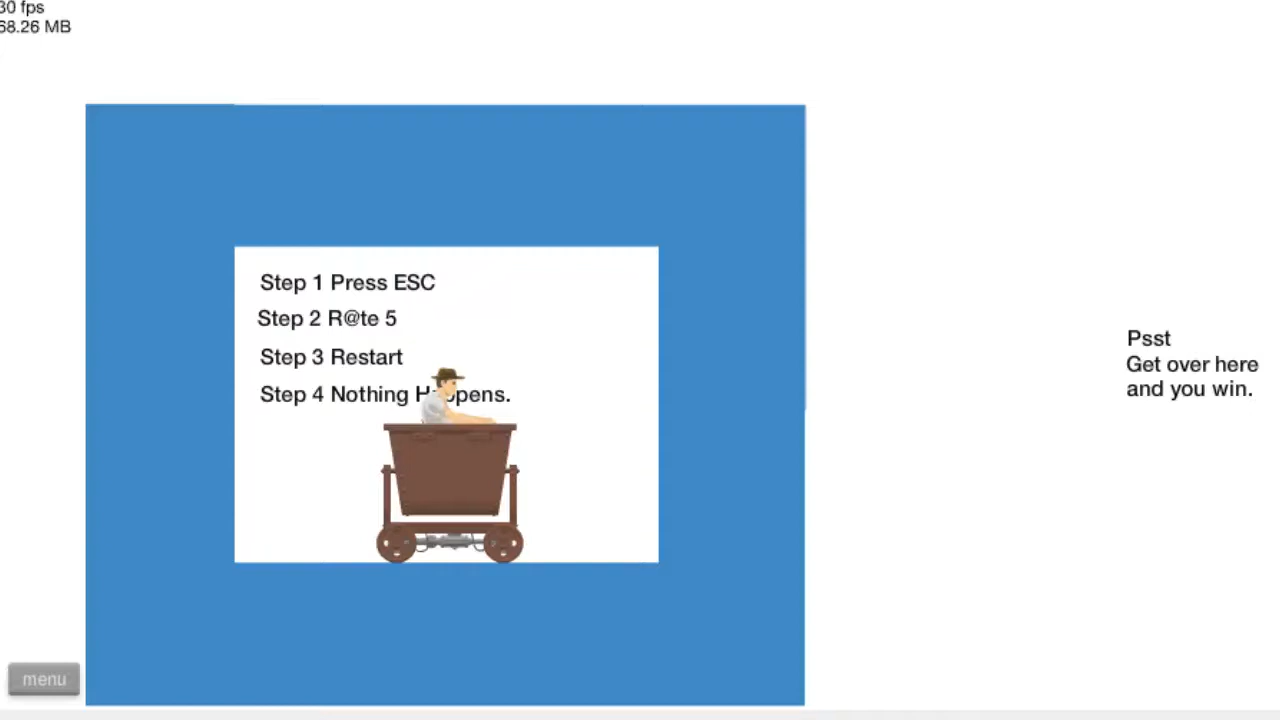 30 fps
68.26 MB
Step 1 Press ESC
Step 2 R@te 5
Step 3 Restart
Step 4 Nothing Happens.
Psst
Get over here
and you win.
menu